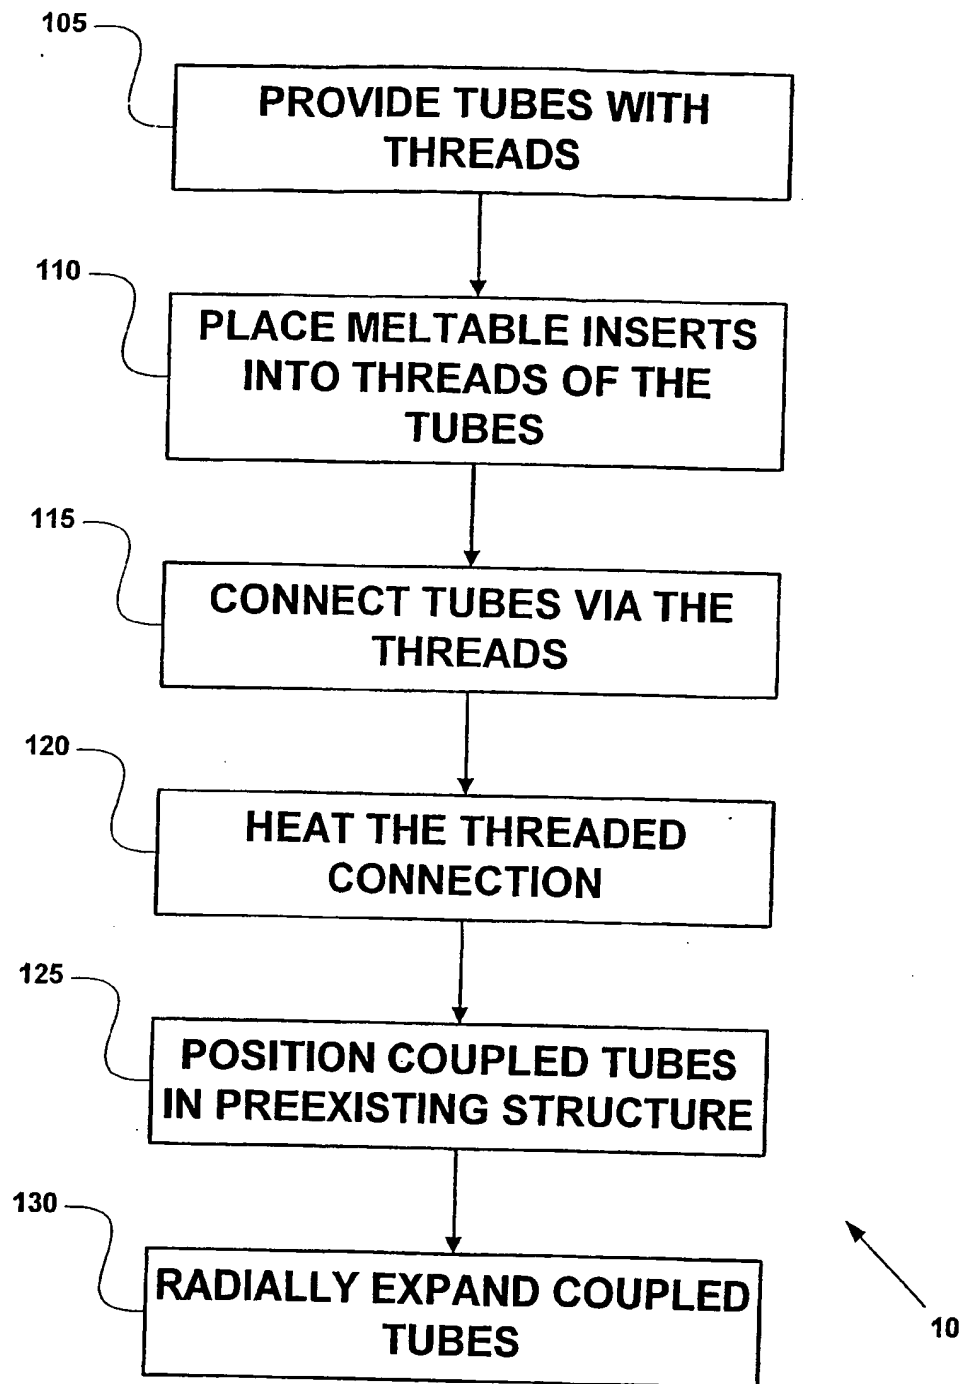 105
PROVIDE TUBES WITH
THREADS
110
PLACE MELTABLE INSERTS
INTO THREADS OF THE
TUBES
115
CONNECT TUBES VIA THE
THREADS
120
HEAT THE THREADED
CONNECTION
125
POSITION COUPLED TUBES
IN PREEXISTING STRUCTURE
130
RADIALLY EXPAND COUPLED
TUBES
10